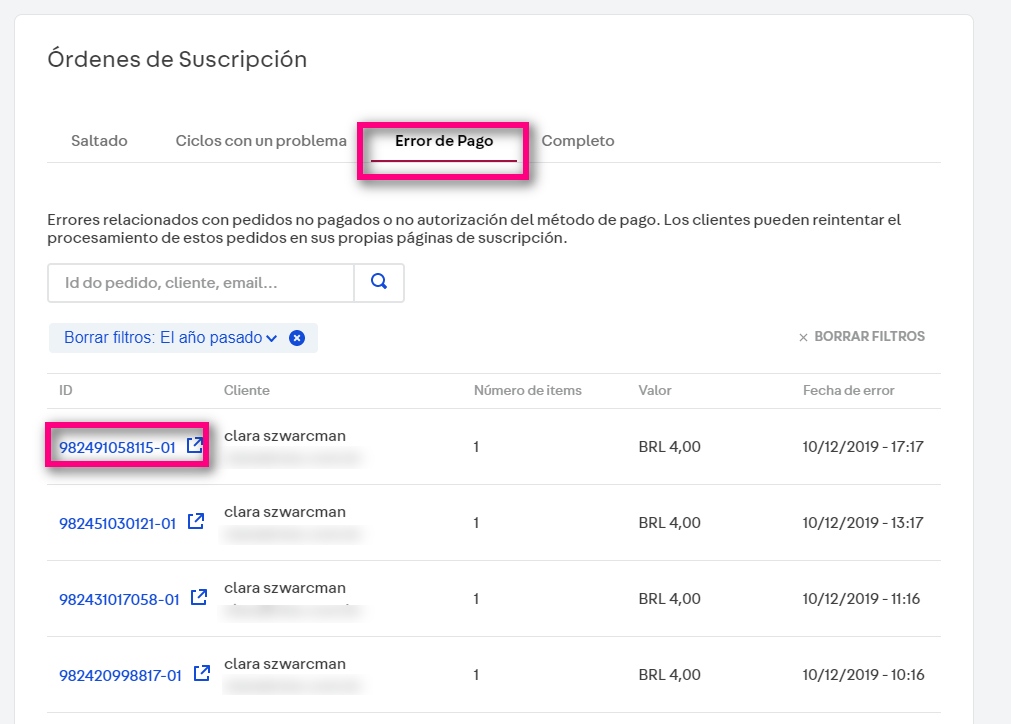 Órdenes de Suscripción
Saltado Ciclos con un problema Error de Pago Completo
Errores relacionados con pedidos no pagados o no autorización del método de pago. Los clientes pueden reintentar el
procesamiento de estos pedidos en sus propias páginas de suscripción.
Id do pedido, cliente, email...
Borrar filtros: El año pasado
× BORRAR FILTROS
ID Cliente Número de items Valor Fecha de error
982491058115-01 clara szwarcman 1 BRL 4,00 10/12/2019 - 17:17
982451030121-01 clara szwarcman 1 BRL 4,00 10/12/2019 - 13:17
982431017058-01 clara szwarcman 1 BRL 4,00 10/12/2019 - 11:16
982420998817-01 clara szwarcman 1 BRL 4,00 10/12/2019 - 10:16